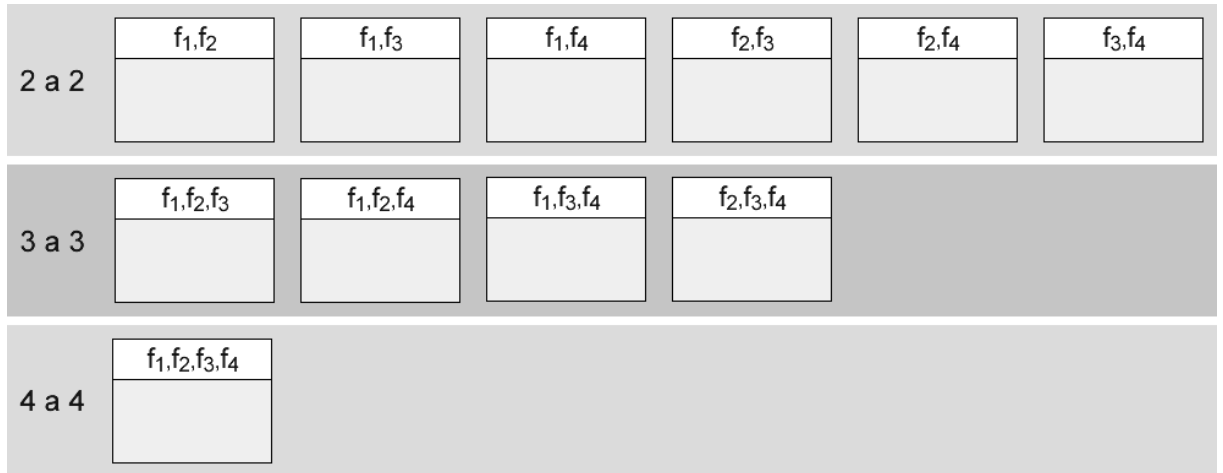 f₁,f₂ f₁,f₃ f₁,f₄ f₂,f₃ f₂,f₄ f₃,f₄
2 a 2
f₁,f₂,f₃ f₁,f₂,f₄ f₁,f₃,f₄ f₂,f₃,f₄
3 a 3
f₁,f₂,f₃,f₄
4 a 4